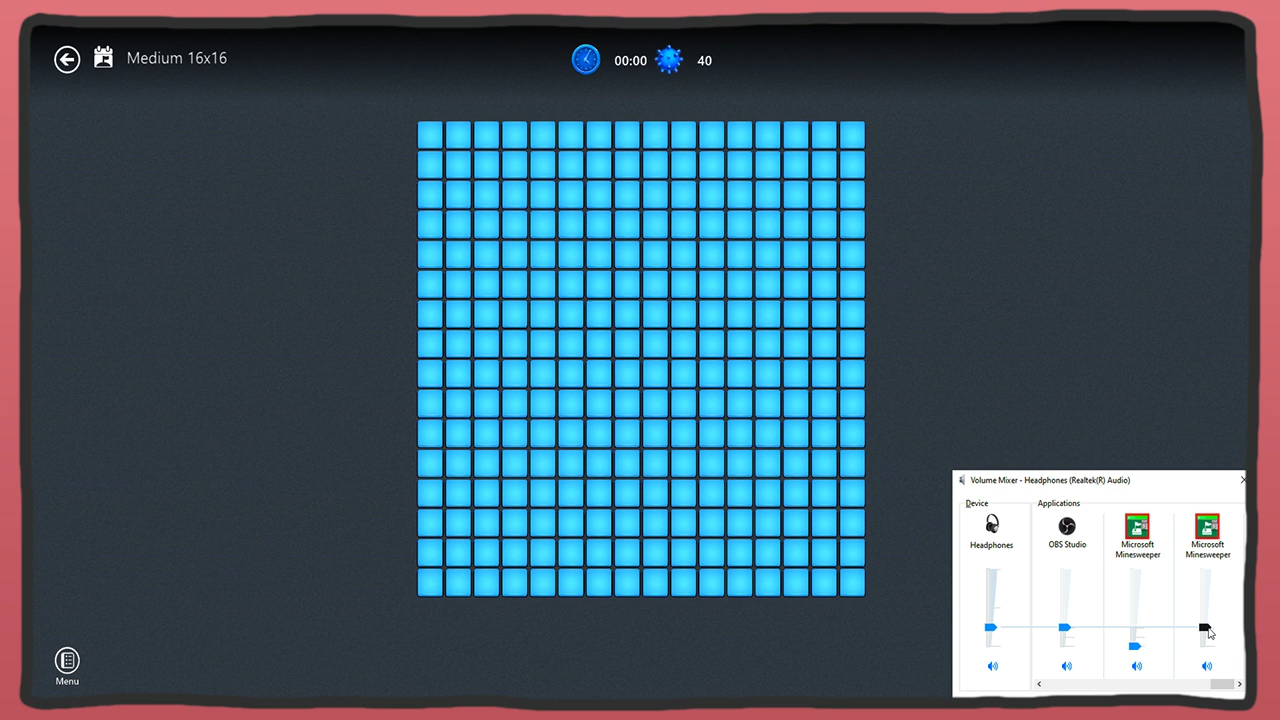 Medium 16x16
00:00
40
Volume Mixer - Headphones (Realtek(R) Audio)
Device
Applications
Headphones
OBS Studio
Microsoft
Minesweeper
Microsoft
Minesweeper
Menu